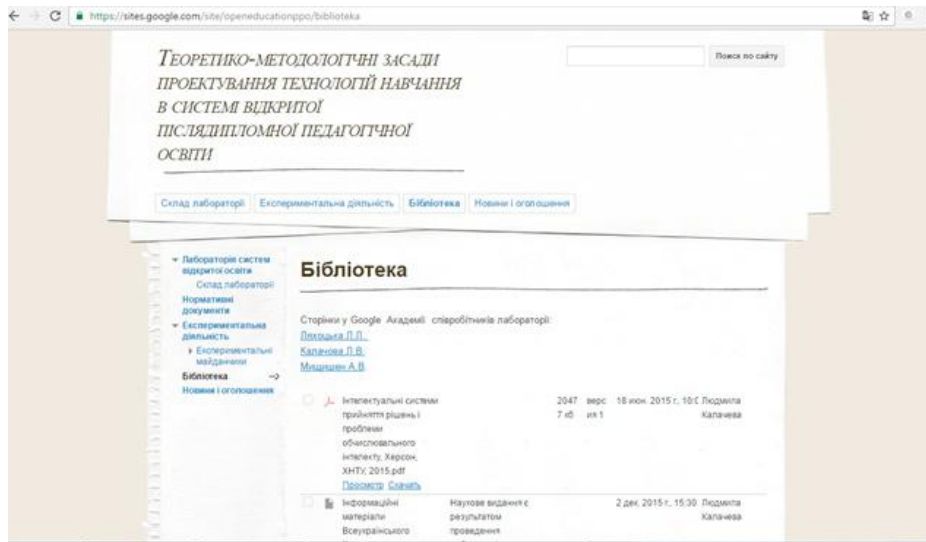 https://sites.google.com/site/openeducationppo/biblioteka
Теоретико-методологічні засади
проектування технологій навчання
в системі відкритої
післядипломної педагогічної
освіти
Поиск по сайту
Склад лабораторії Експериментальна діяльність Бібліотека Новини і оголошення
Лабораторія систем
відкритої освіти
Склад лабораторії
Нормативні
документи
Експериментальна
діяльність
Експериментальні
майданчики
Бібліотека
Новини і оголошення
Бібліотека
Сторінки у Google Академії співробітників лабораторії:
Ляхоцька Л.Л.
Калачова Л.В.
Мищишен А.В.
Інтелектуальні системи 2047 верс 18 июн. 2015 г., 10:0 Людмила
прийняття рішень і 7 кб ия 1 Калачева
проблеми
обчислювального
інтелекту, Херсон,
ХНТУ, 2015.pdf
Просмотр Скачать
Інформаційні Наукове видання є 2 дек. 2015 г., 15:30 Людмила
матеріали результатом Калачева
Всеукраїнського проведення